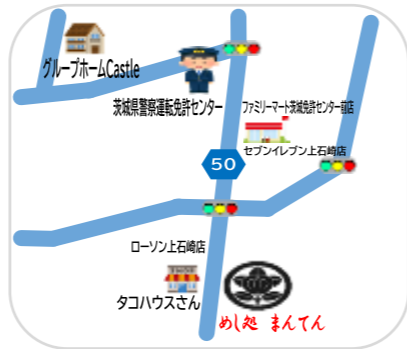 グループホームCastle
茨城県警察運転免許センター
ファミリーマート茨城免許センター前店
セブンイレブン上石崎店
50
ローソン上石崎店
タコハウスさん
めし処 まんてん